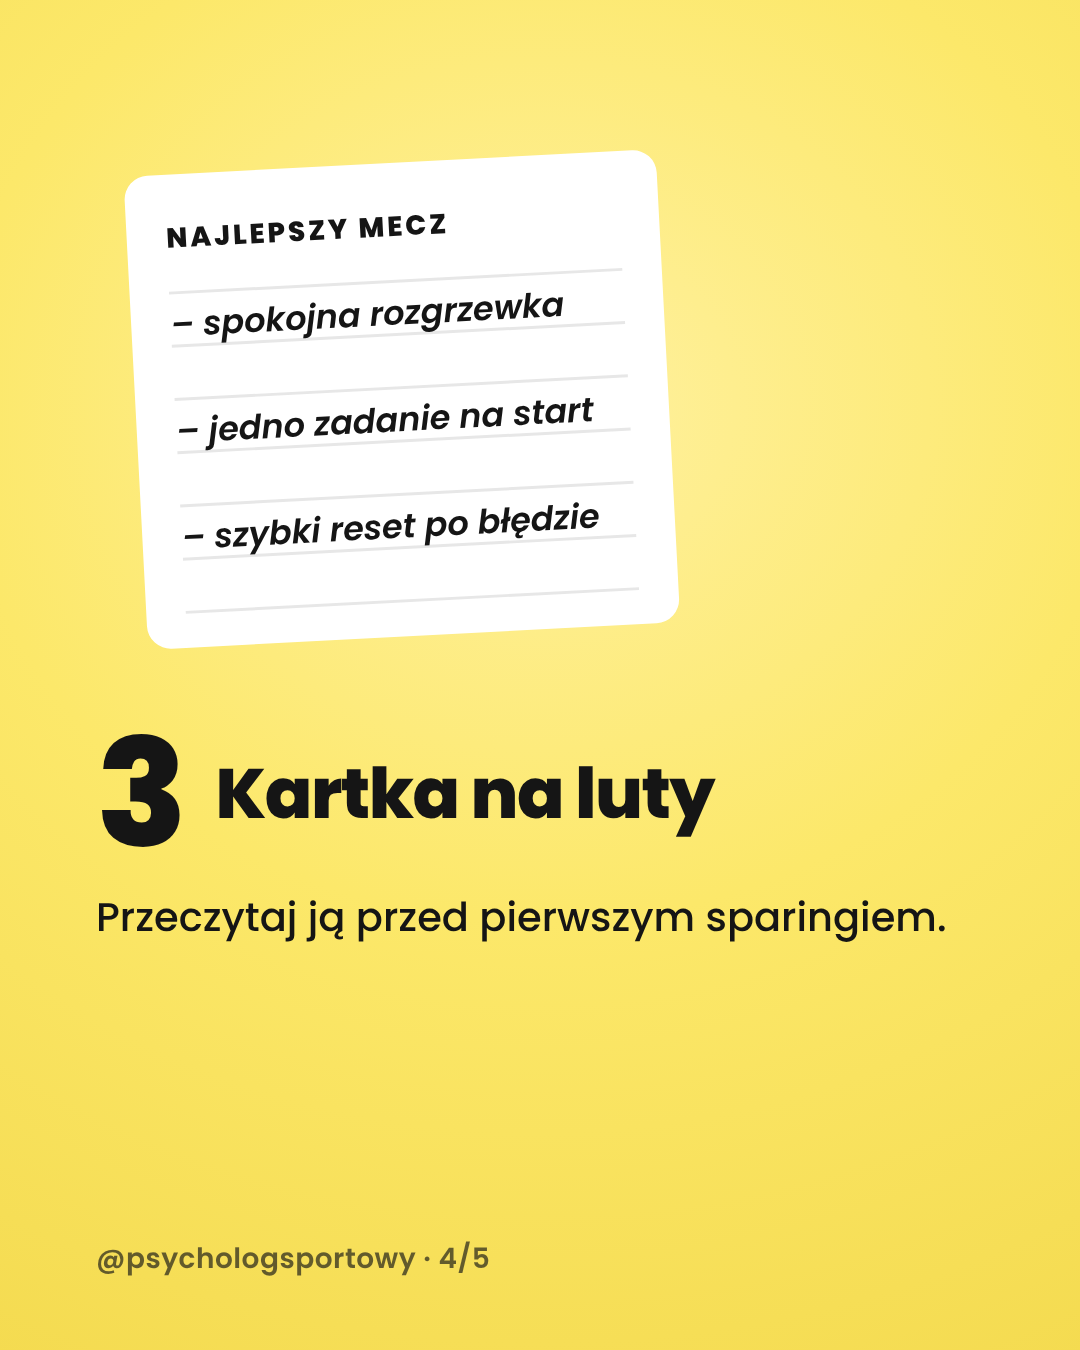 NAJLEPSZY MECZ
– spokojna rozgrzewka
– jedno zadanie na start
– szybki reset po błędzie
3 Kartka na luty
Przeczytaj ją przed pierwszym sparingiem.
@psychologsportowy · 4/5